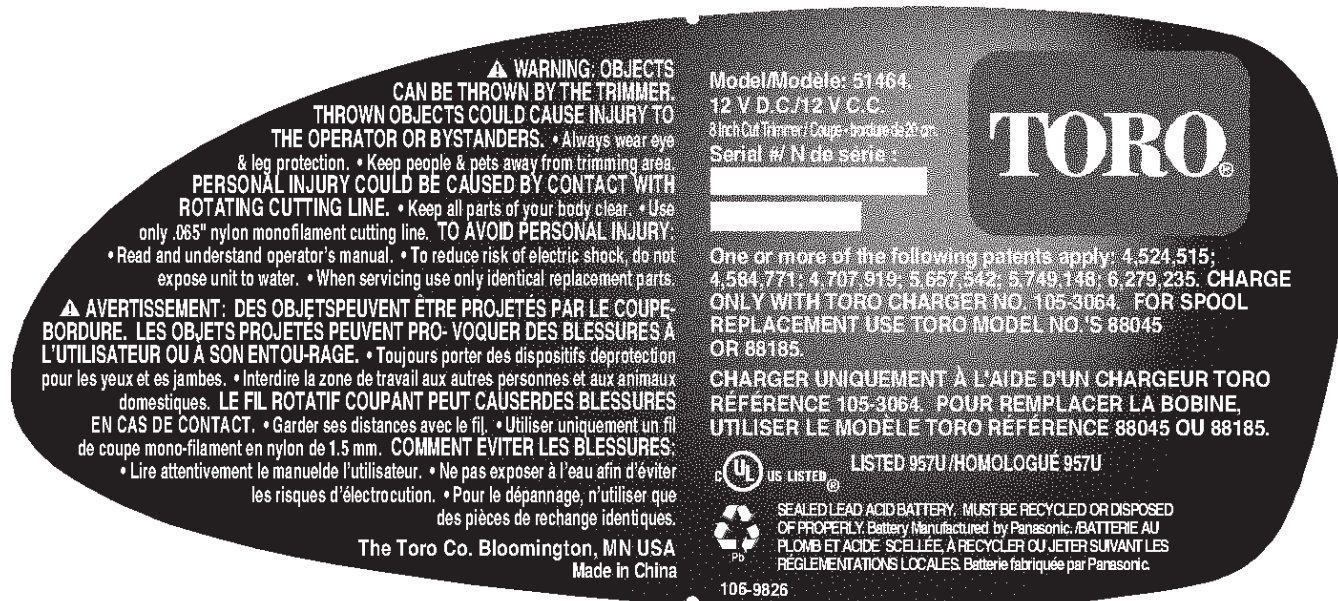 ⚠ WARNING: OBJECTS
CAN BE THROWN BY THE TRIMMER.
THROWN OBJECTS COULD CAUSE INJURY TO
THE OPERATOR OR BYSTANDERS. • Always wear eye
& leg protection. • Keep people & pets away from trimming area.
PERSONAL INJURY COULD BE CAUSED BY CONTACT WITH
ROTATING CUTTING LINE. • Keep all parts of your body clear. • Use
only .065" nylon monofilament cutting line. TO AVOID PERSONAL INJURY:
• Read and understand operator's manual. • To reduce risk of electric shock, do not
expose unit to water. • When servicing use only identical replacement parts.
⚠ AVERTISSEMENT: DES OBJETSPEUVENT ÊTRE PROJETÉS PAR LE COUPE-
BORDURE. LES OBJETS PROJETÉS PEUVENT PRO- VOQUER DES BLESSURES À
L'UTILISATEUR OU À SON ENTOU-RAGE. • Toujours porter des dispositifs deprotection
pour les yeux et es jambes. • Interdire la zone de travail aux autres personnes et aux animaux
domestiques. LE FIL ROTATIF COUPANT PEUT CAUSERDES BLESSURES
EN CAS DE CONTACT. • Garder ses distances avec le fil. • Utiliser uniquement un fil
de coupe mono-filament en nylon de 1.5 mm. COMMENT ÉVITER LES BLESSURES:
• Lire attentivement le manuelde l'utilisateur. • Ne pas exposer à l'eau afin d'éviter
les risques d'électrocution. • Pour le dépannage, n'utiliser que
des pièces de rechange identiques.
The Toro Co. Bloomington, MN USA
Made in China
Model/Modèle: 51464.
12 V D.C./12 V C.C.
8 Inch Cut Trimmer / Coupe-bordure de 20 cm.
Serial #/ N de série :
TORO®
One or more of the following patents apply: 4,524,515;
4,584,771; 4,707,919; 5,657,542; 5,749,148; 6,279,235. CHARGE
ONLY WITH TORO CHARGER NO. 105-3064. FOR SPOOL
REPLACEMENT USE TORO MODEL NO.'S 88045
OR 88185.
CHARGER UNIQUEMENT À L'AIDE D'UN CHARGEUR TORO
RÉFÉRENCE 105-3064. POUR REMPLACER LA BOBINE,
UTILISER LE MODÈLE TORO RÉFÉRENCE 88045 OU 88185.
C UL US LISTED ® LISTED 957U /HOMOLOGUÉ 957U
SEALED LEAD ACID BATTERY. MUST BE RECYCLED OR DISPOSED
OF PROPERLY. Battery Manufactured by Panasonic. /BATTERIE AU
PLOMB ET ACIDE SCELLÉE, À RECYCLER OU JETER SUIVANT LES
RÉGLEMENTATIONS LOCALES. Batterie fabriquée par Panasonic.
Pb
106-9826